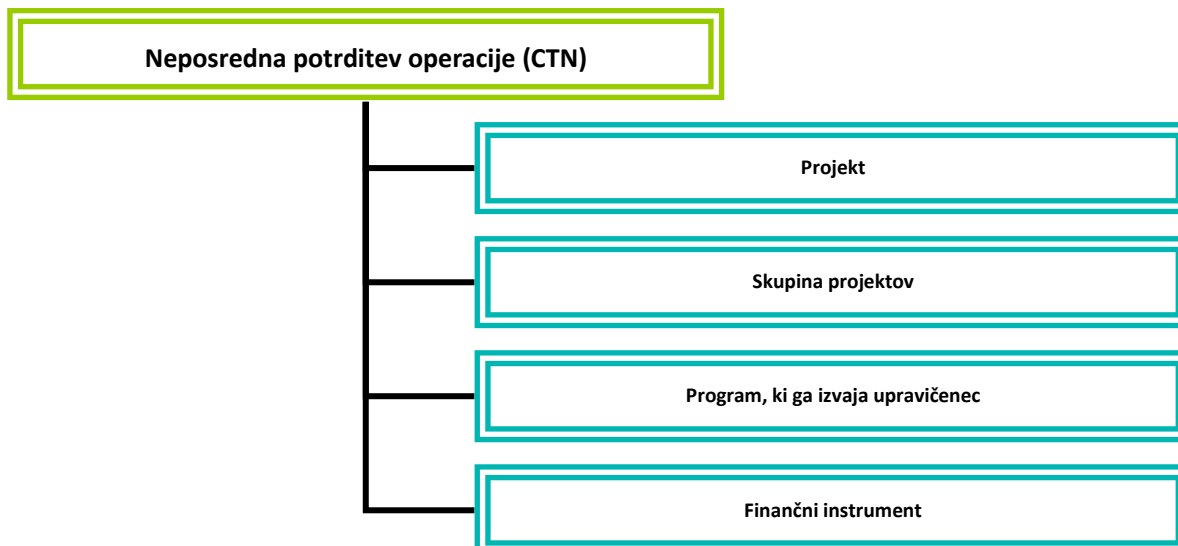 Neposredna potrditev operacije (CTN)
Projekt
Skupina projektov
Program, ki ga izvaja upravičenec
Finančni instrument